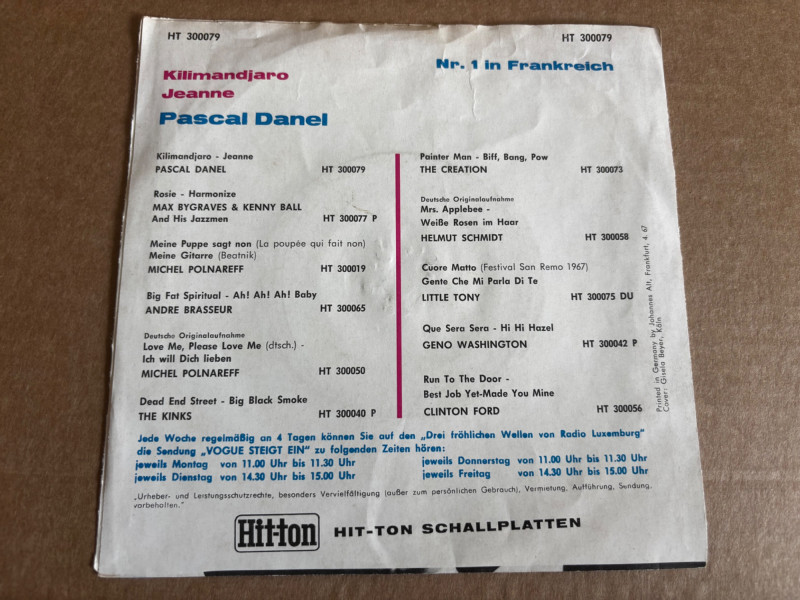 HT 300079
HT 300079
Kilimandjaro
Jeanne
Pascal Danel
Nr. 1 in Frankreich
Kilimandjaro - Jeanne
PASCAL DANEL HT 300079
Rosie - Harmonize
MAX BYGRAVES & KENNY BALL
And His Jazzmen HT 300077 P
Meine Puppe sagt non (La poupée qui fait non)
Meine Gitarre (Beatnik)
MICHEL POLNAREFF HT 300019
Big Fat Spiritual - Ah! Ah! Ah! Baby
ANDRE BRASSEUR HT 300065
Deutsche Originalaufnahme
Love Me, Please Love Me (dtsch.) -
Ich will Dich lieben
MICHEL POLNAREFF HT 300050
Dead End Street - Big Black Smoke
THE KINKS HT 300040 P
Painter Man - Biff, Bang, Pow
THE CREATION HT 300073
Deutsche Originalaufnahme
Mrs. Applebee -
Weiße Rosen im Haar
HELMUT SCHMIDT HT 300058
Cuore Matto (Festival San Remo 1967)
Gente Che Mi Parla Di Te
LITTLE TONY HT 300075 DU
Que Sera Sera - Hi Hi Hazel
GENO WASHINGTON HT 300042 P
Run To The Door -
Best Job Yet-Made You Mine
CLINTON FORD HT 300056
Printed in Germany by Johannes Alt, Frankfurt, 4. 67
Cover: Gisela Beyer, Köln
Jede Woche regelmäßig an 4 Tagen können Sie auf den „Drei fröhlichen Wellen von Radio Luxemburg"
die Sendung „VOGUE STEIGT EIN" zu folgenden Zeiten hören:
jeweils Montag von 11.00 Uhr bis 11.30 Uhr
jeweils Dienstag von 14.30 Uhr bis 15.00 Uhr
jeweils Donnerstag von 11.00 Uhr bis 11.30 Uhr
jeweils Freitag von 14.30 Uhr bis 15.00 Uhr
„Urheber- und Leistungsschutzrechte, besonders Vervielfältigung (außer zum persönlichen Gebrauch), Vermietung, Aufführung, Sendung,
vorbehalten."
Hit-ton HIT-TON SCHALLPLATTEN